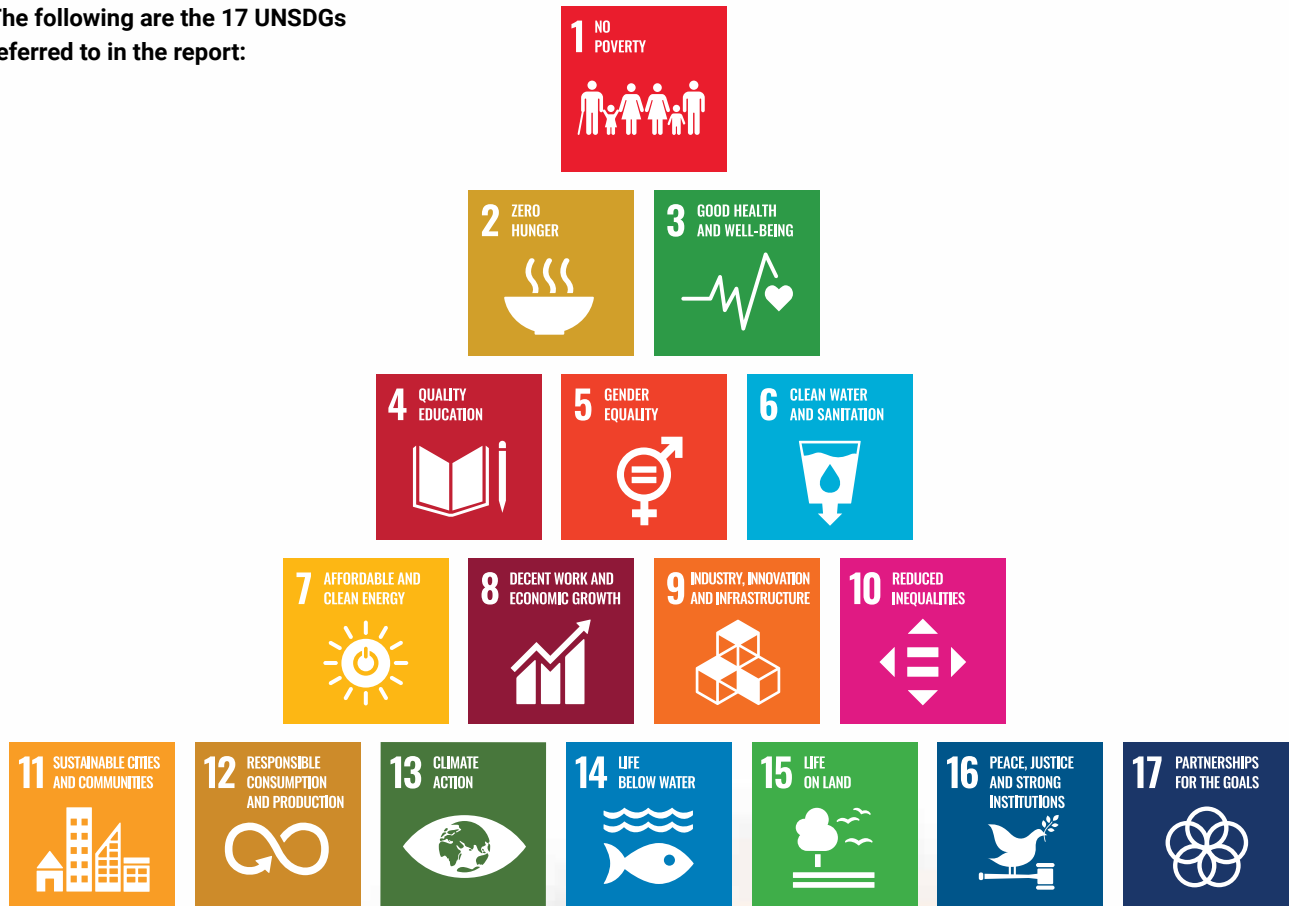 The following are the 17 UNSDGs
referred to in the report:
1 NO
POVERTY
2 ZERO
HUNGER
3 GOOD HEALTH
AND WELL-BEING
4 QUALITY
EDUCATION
5 GENDER
EQUALITY
6 CLEAN WATER
AND SANITATION
7 AFFORDABLE AND
CLEAN ENERGY
8 DECENT WORK AND
ECONOMIC GROWTH
9 INDUSTRY, INNOVATION
AND INFRASTRUCTURE
10 REDUCED
INEQUALITIES
11 SUSTAINABLE CITIES
AND COMMUNITIES
12 RESPONSIBLE
CONSUMPTION
AND PRODUCTION
13 CLIMATE
ACTION
14 LIFE
BELOW WATER
15 LIFE
ON LAND
16 PEACE, JUSTICE
AND STRONG
INSTITUTIONS
17 PARTNERSHIPS
FOR THE GOALS